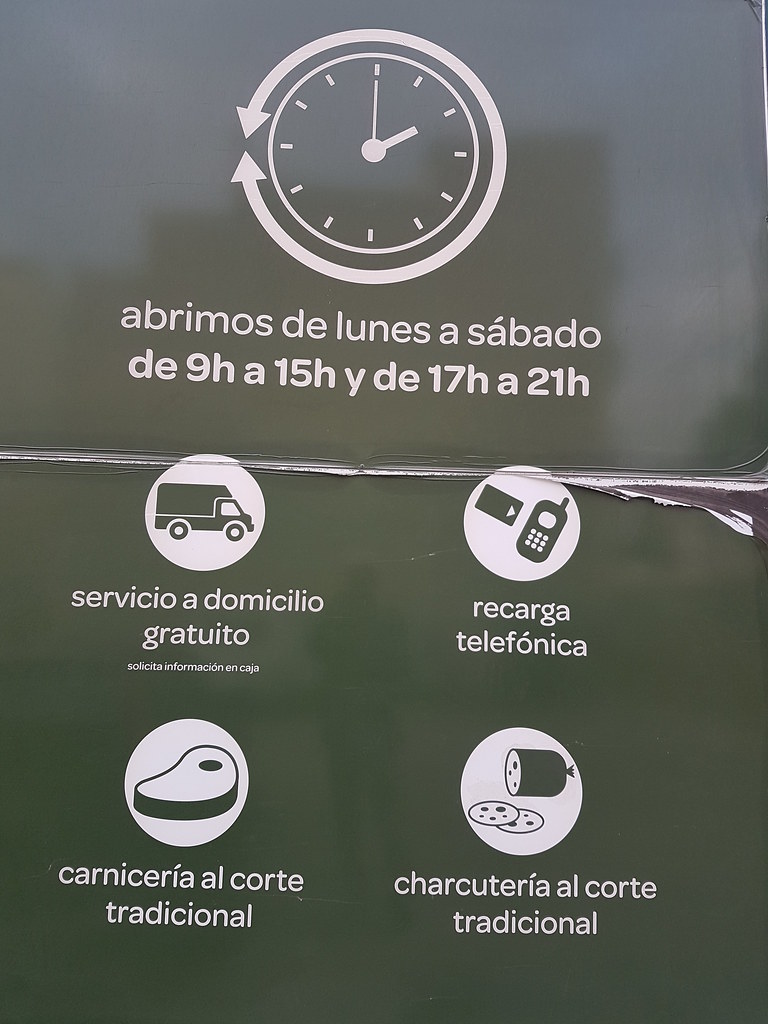 abrimos de lunes a sábado
de 9h a 15h y de 17h a 21h
servicio a domicilio
gratuito
solicita información en caja
recarga
telefónica
carnicería al corte
tradicional
charcutería al corte
tradicional